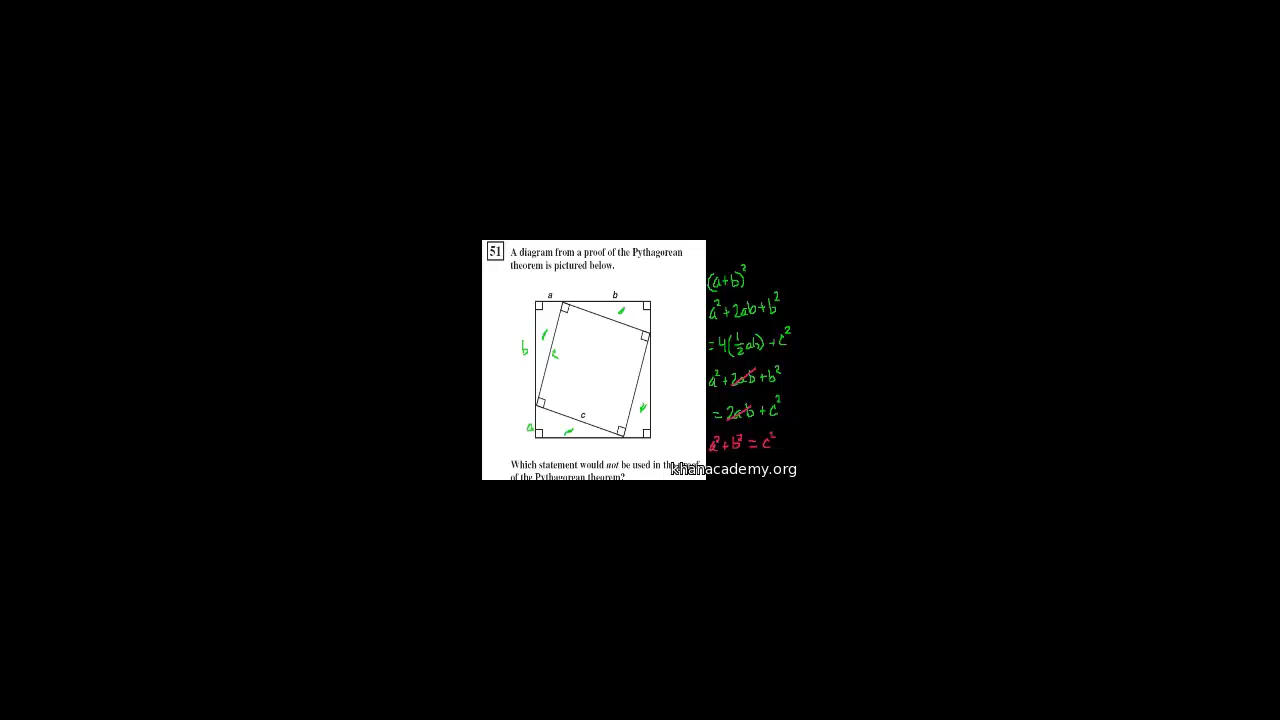 51 A diagram from a proof of the Pythagorean
theorem is pictured below.
a b
b
c
c
a
Which statement would not be used in the proof
of the Pythagorean theorem?
(a+b)²
a²+2ab+b²
=4(½ab)+c²
a²+2ab+b²
=2ab+c²
a²+b²=c²
khanacademy.org